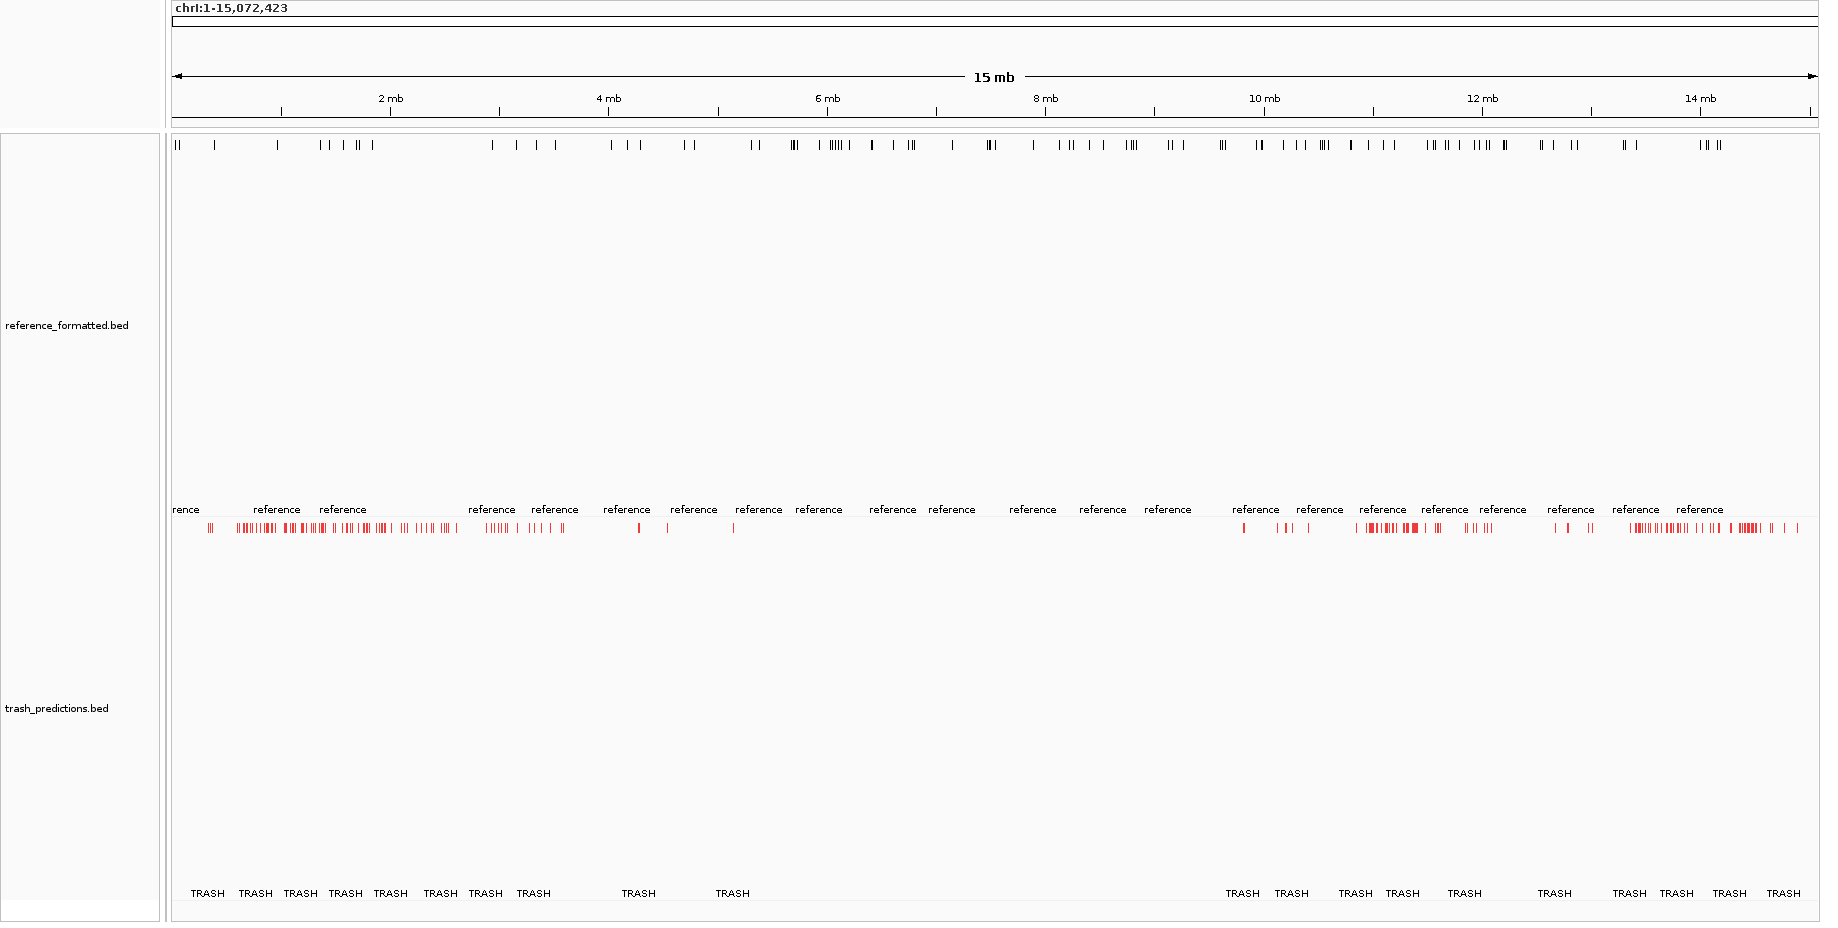 chrI:1-15,072,423
15 mb
2 mb 4 mb 6 mb 8 mb 10 mb 12 mb 14 mb
reference_formatted.bed
rence reference reference reference reference reference reference reference reference reference reference reference reference reference reference reference reference reference reference reference reference reference
trash_predictions.bed
TRASH TRASH TRASH TRASH TRASH TRASH TRASH TRASH TRASH TRASH TRASH TRASH TRASH TRASH TRASH TRASH TRASH TRASH TRASH TRASH